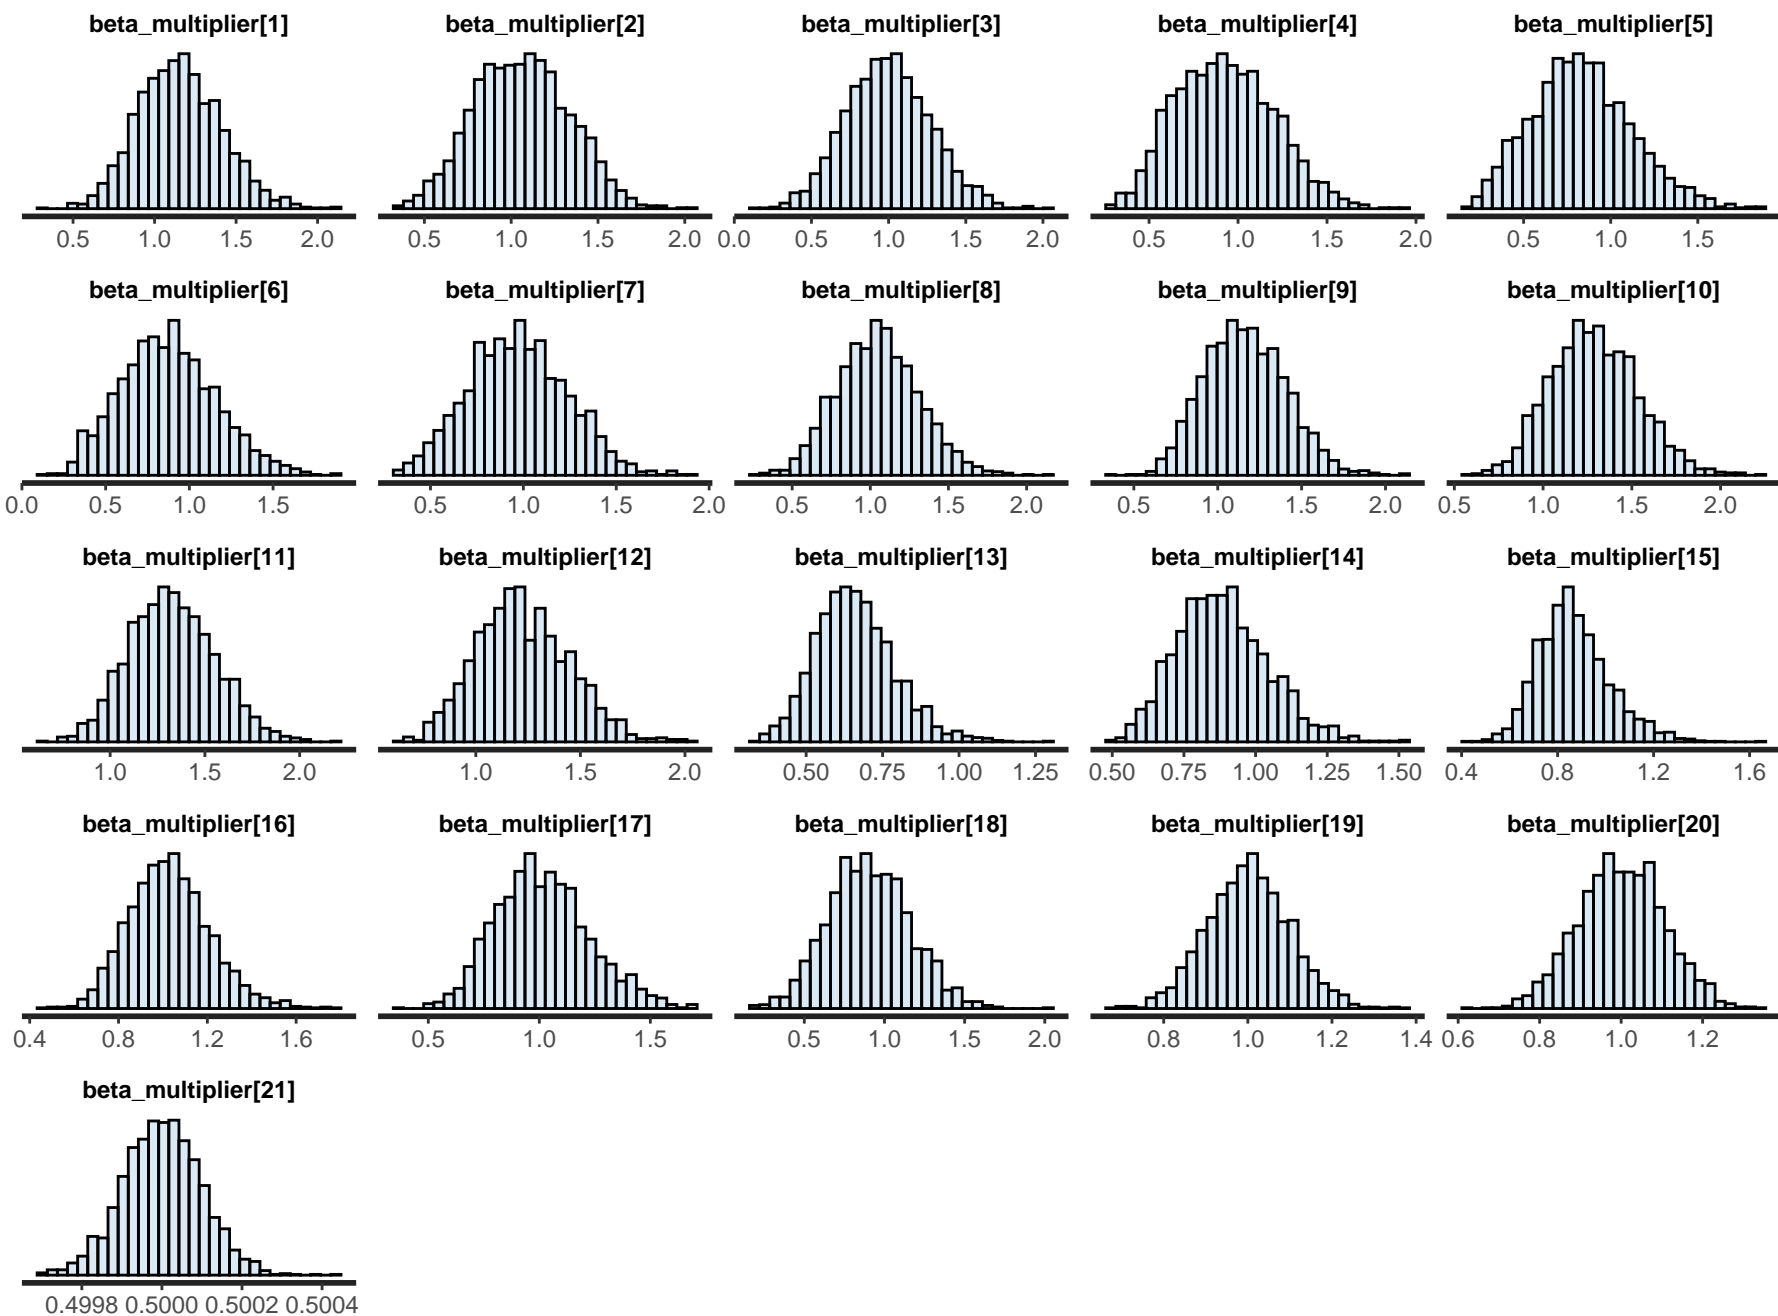 beta_multiplier[1] beta_multiplier[2] beta_multiplier[3] beta_multiplier[4] beta_multiplier[5]
0.5 1.0 1.5 2.0 0.5 1.0 1.5 2.0 0.0 0.5 1.0 1.5 2.0 0.5 1.0 1.5 2.0 0.5 1.0 1.5
beta_multiplier[6] beta_multiplier[7] beta_multiplier[8] beta_multiplier[9] beta_multiplier[10]
0.0 0.5 1.0 1.5 0.5 1.0 1.5 2.0 0.5 1.0 1.5 2.0 0.5 1.0 1.5 2.0 0.5 1.0 1.5 2.0
beta_multiplier[11] beta_multiplier[12] beta_multiplier[13] beta_multiplier[14] beta_multiplier[15]
1.0 1.5 2.0 1.0 1.5 2.0 0.50 0.75 1.00 1.25 0.50 0.75 1.00 1.25 1.50 0.4 0.8 1.2 1.6
beta_multiplier[16] beta_multiplier[17] beta_multiplier[18] beta_multiplier[19] beta_multiplier[20]
0.4 0.8 1.2 1.6 0.5 1.0 1.5 0.5 1.0 1.5 2.0 0.8 1.0 1.2 1.4 0.6 0.8 1.0 1.2
beta_multiplier[21]
0.4998 0.5000 0.5002 0.5004